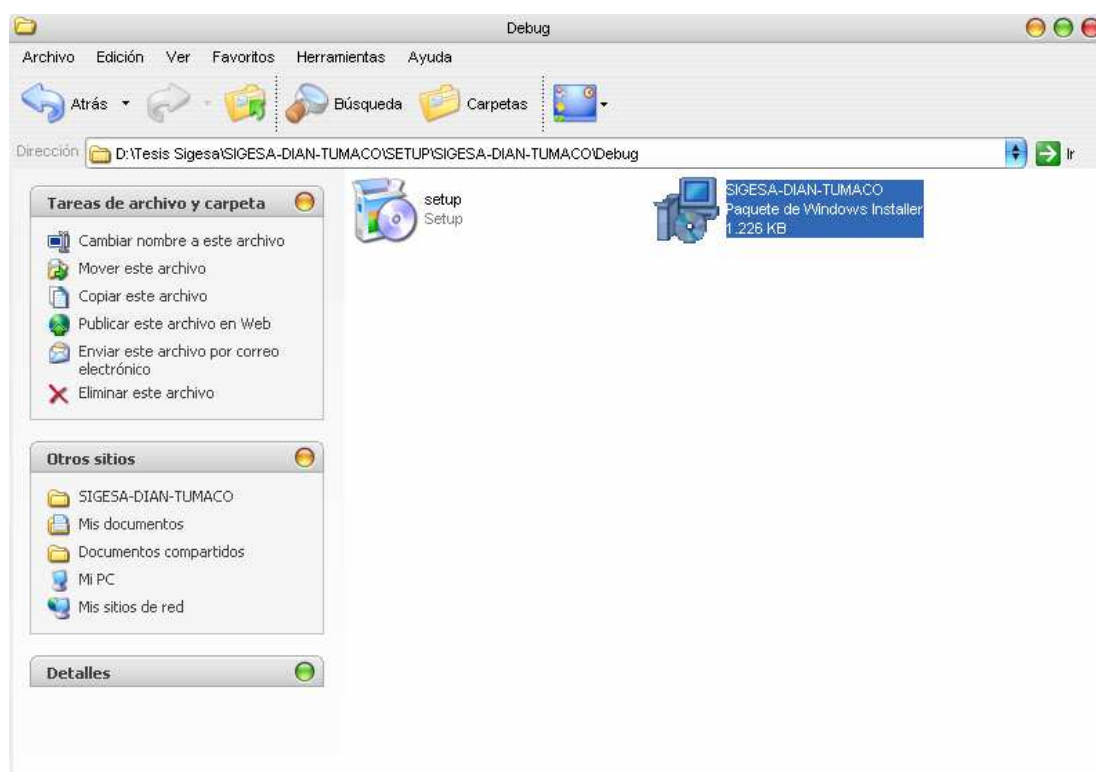 Debug
Archivo Edición Ver Favoritos Herramientas Ayuda
Atrás Búsqueda Carpetas
Dirección D:\Tesis Sigesa\SIGESA-DIAN-TUMACO\SETUP\SIGESA-DIAN-TUMACO\Debug Ir
Tareas de archivo y carpeta
Cambiar nombre a este archivo
Mover este archivo
Copiar este archivo
Publicar este archivo en Web
Enviar este archivo por correo
electrónico
Eliminar este archivo
Otros sitios
SIGESA-DIAN-TUMACO
Mis documentos
Documentos compartidos
Mi PC
Mis sitios de red
Detalles
setup
Setup
SIGESA-DIAN-TUMACO
Paquete de Windows Installer
1.226 KB